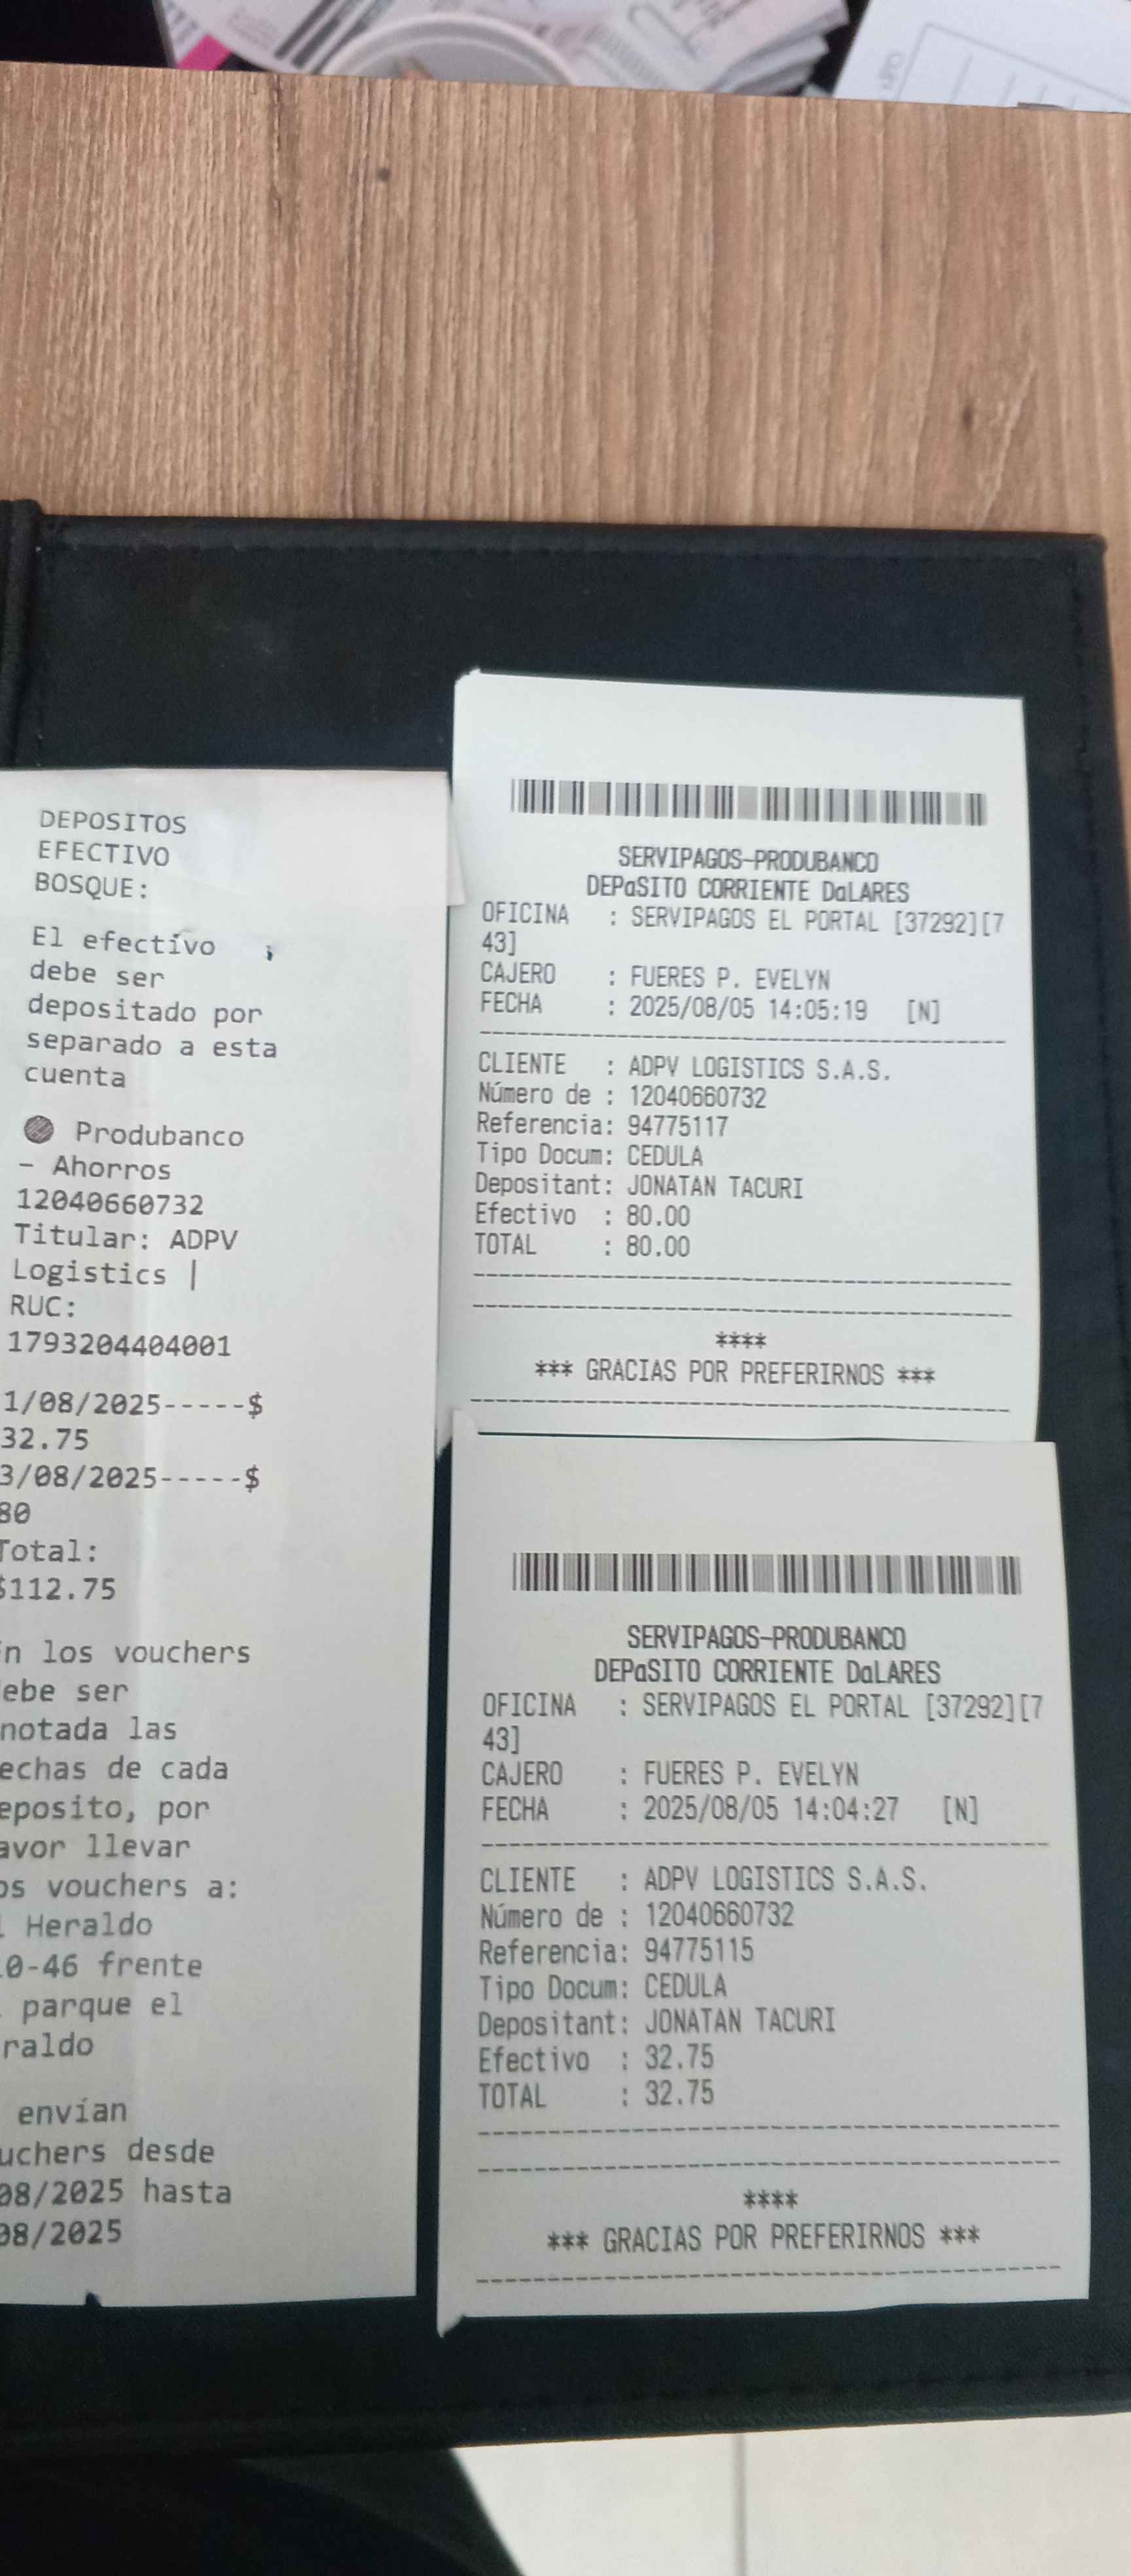 DEPOSITOS
EFECTIVO
BOSQUE:
El efectivo
debe ser
depositado por
separado a esta
cuenta
Produbanco
- Ahorros
12040660732
Titular: ADPV
Logistics |
RUC:
1793204404001
1/08/2025-----$
32.75
3/08/2025-----$
80
Total:
$112.75
n los vouchers
ebe ser
notada las
echas de cada
eposito, por
avor llevar
os vouchers a:
l Heraldo
0-46 frente
l parque el
raldo
envían
uchers desde
08/2025 hasta
08/2025
SERVIPAGOS-PRODUBANCO
DEPaSITO CORRIENTE DaLARES
OFICINA : SERVIPAGOS EL PORTAL [37292][7
43]
CAJERO : FUERES P. EVELYN
FECHA : 2025/08/05 14:05:19 [N]
CLIENTE : ADPV LOGISTICS S.A.S.
Número de : 12040660732
Referencia: 94775117
Tipo Docum: CEDULA
Depositant: JONATAN TACURI
Efectivo : 80.00
TOTAL : 80.00
****
*** GRACIAS POR PREFERIRNOS ***
SERVIPAGOS-PRODUBANCO
DEPaSITO CORRIENTE DaLARES
OFICINA : SERVIPAGOS EL PORTAL [37292][7
43]
CAJERO : FUERES P. EVELYN
FECHA : 2025/08/05 14:04:27 [N]
CLIENTE : ADPV LOGISTICS S.A.S.
Número de : 12040660732
Referencia: 94775115
Tipo Docum: CEDULA
Depositant: JONATAN TACURI
Efectivo : 32.75
TOTAL : 32.75
****
*** GRACIAS POR PREFERIRNOS ***